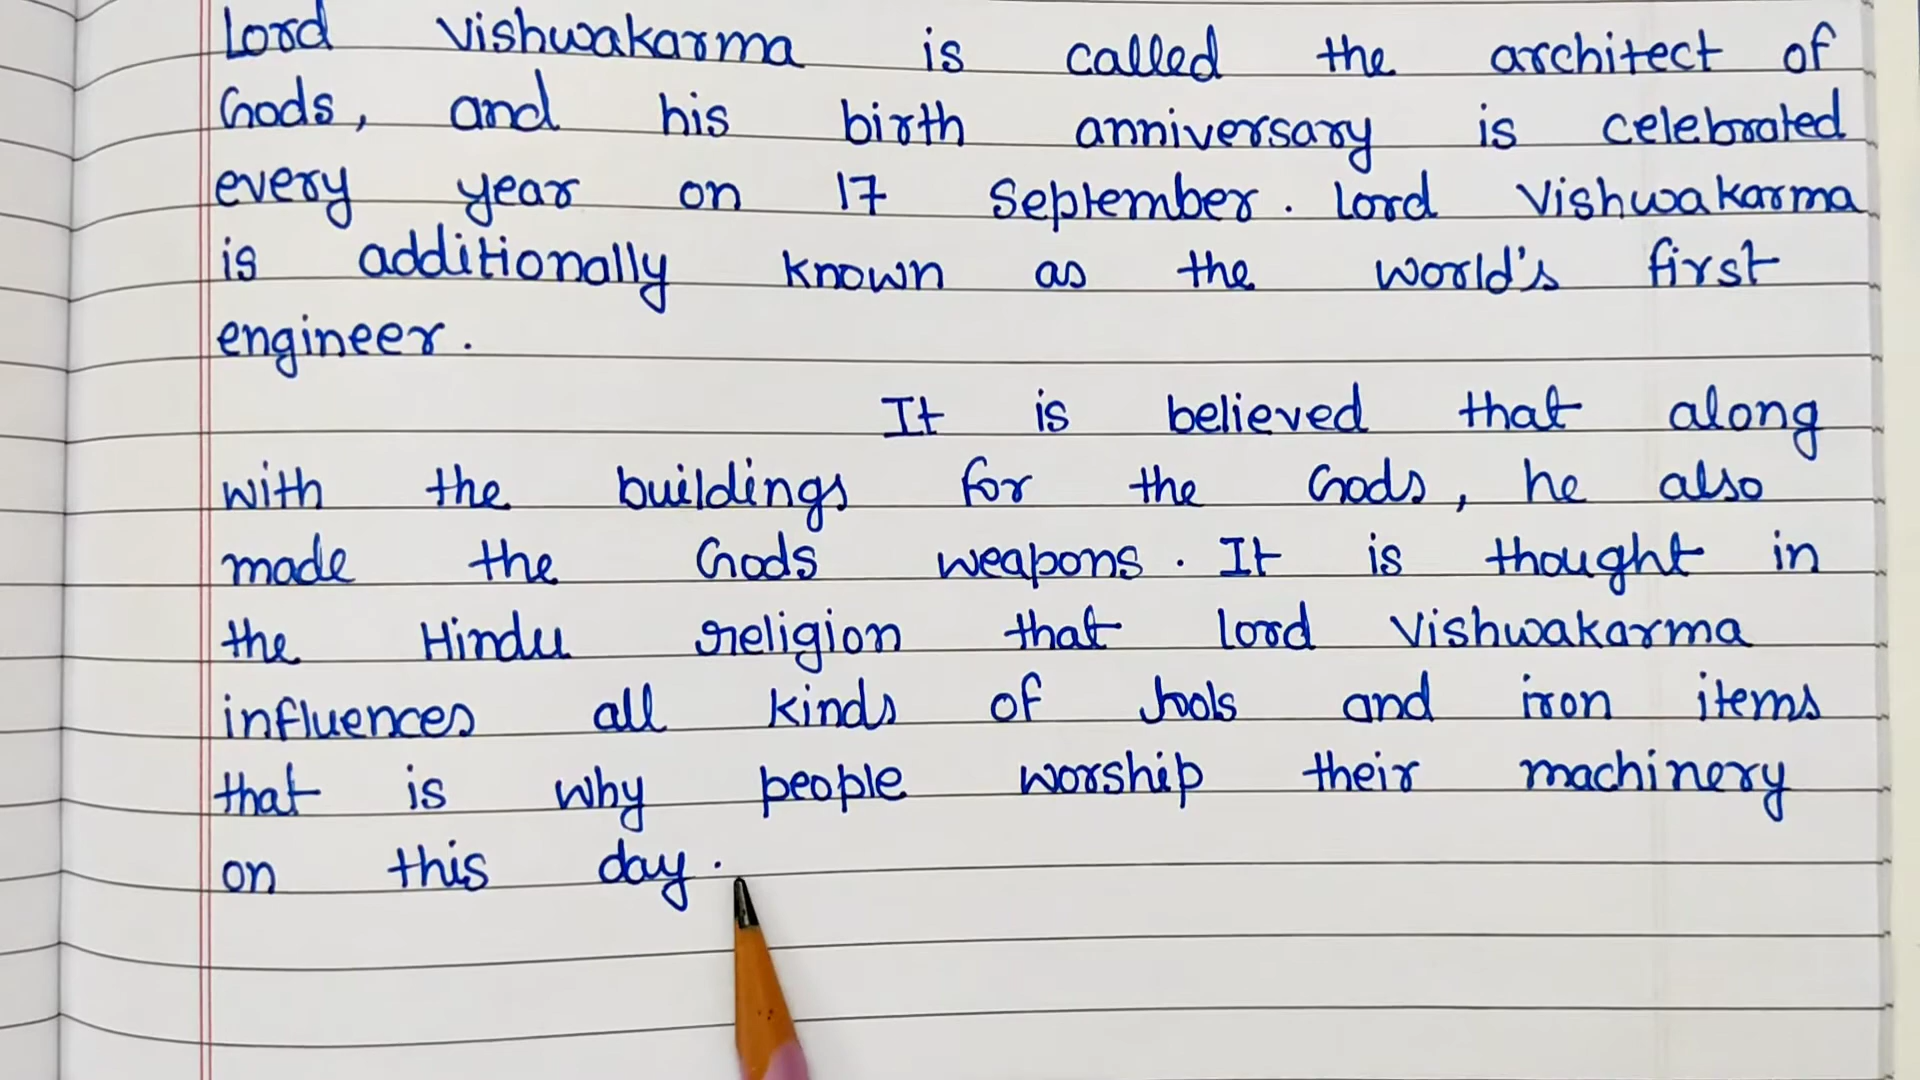 Lord Vishwakarma is called the architect of
Gods, and his birth anniversary is celebrated
every year on 17 September. Lord Vishwakarma
is additionally known as the world's first
engineer.
It is believed that along
with the buildings for the Gods, he also
made the Gods weapons. It is thought in
the Hindu religion that lord Vishwakarma
influences all kinds of tools and iron items
that is why people worship their machinery
on this day.